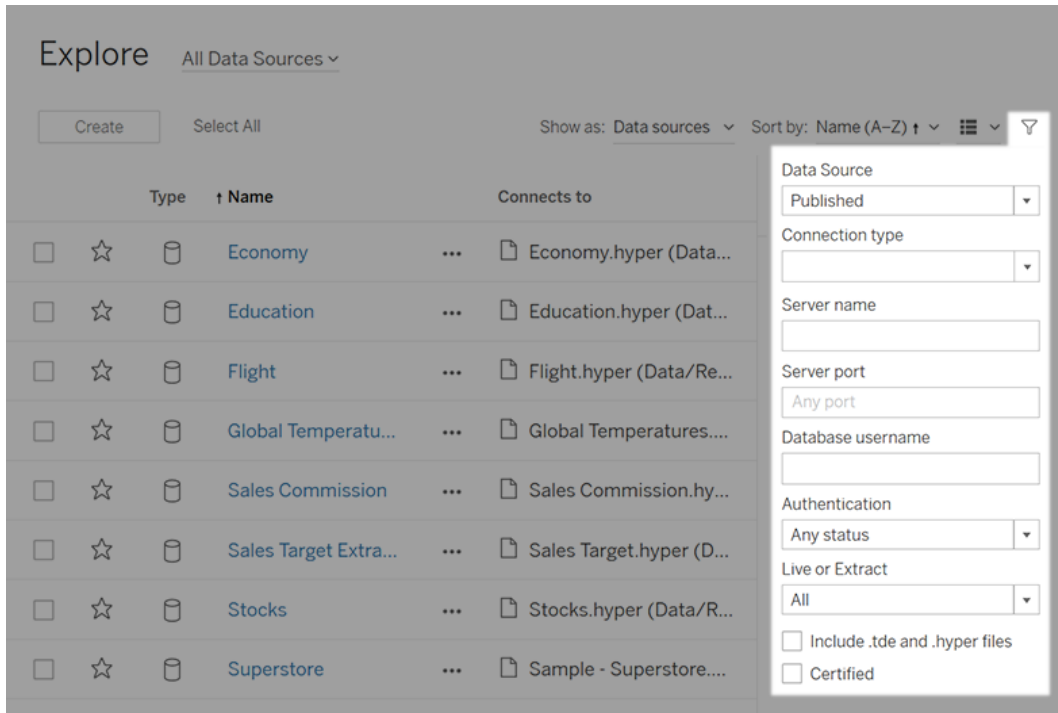 Explore All Data Sources
Create Select All Show as: Data sources Sort by: Name (A–Z) ↑
Type ↑ Name Connects to
Economy ••• Economy.hyper (Data...
Education ••• Education.hyper (Dat...
Flight ••• Flight.hyper (Data/Re...
Global Temperatu... ••• Global Temperatures....
Sales Commission ••• Sales Commission.hy...
Sales Target Extra... ••• Sales Target.hyper (D...
Stocks ••• Stocks.hyper (Data/R...
Superstore ••• Sample - Superstore....
Data Source
Published
Connection type
Server name
Server port
Any port
Database username
Authentication
Any status
Live or Extract
All
Include .tde and .hyper files
Certified